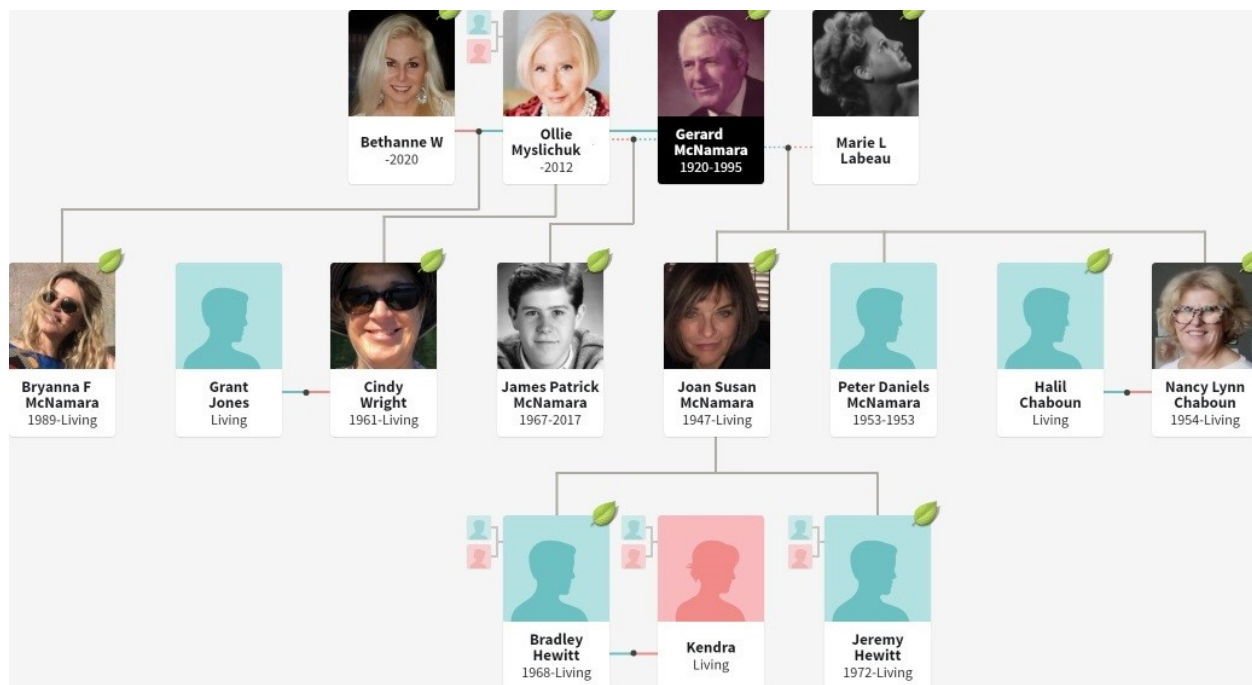 Bethanne W
-2020
Ollie
Myslichuk
-2012
Gerard
McNamara
1920-1995
Marie L
Labeau
Bryanna F
McNamara
1989-Living
Grant
Jones
Living
Cindy
Wright
1961-Living
James Patrick
McNamara
1967-2017
Joan Susan
McNamara
1947-Living
Peter Daniels
McNamara
1953-1953
Halil
Chaboun
Living
Nancy Lynn
Chaboun
1954-Living
Bradley
Hewitt
1968-Living
Kendra
Living
Jeremy
Hewitt
1972-Living